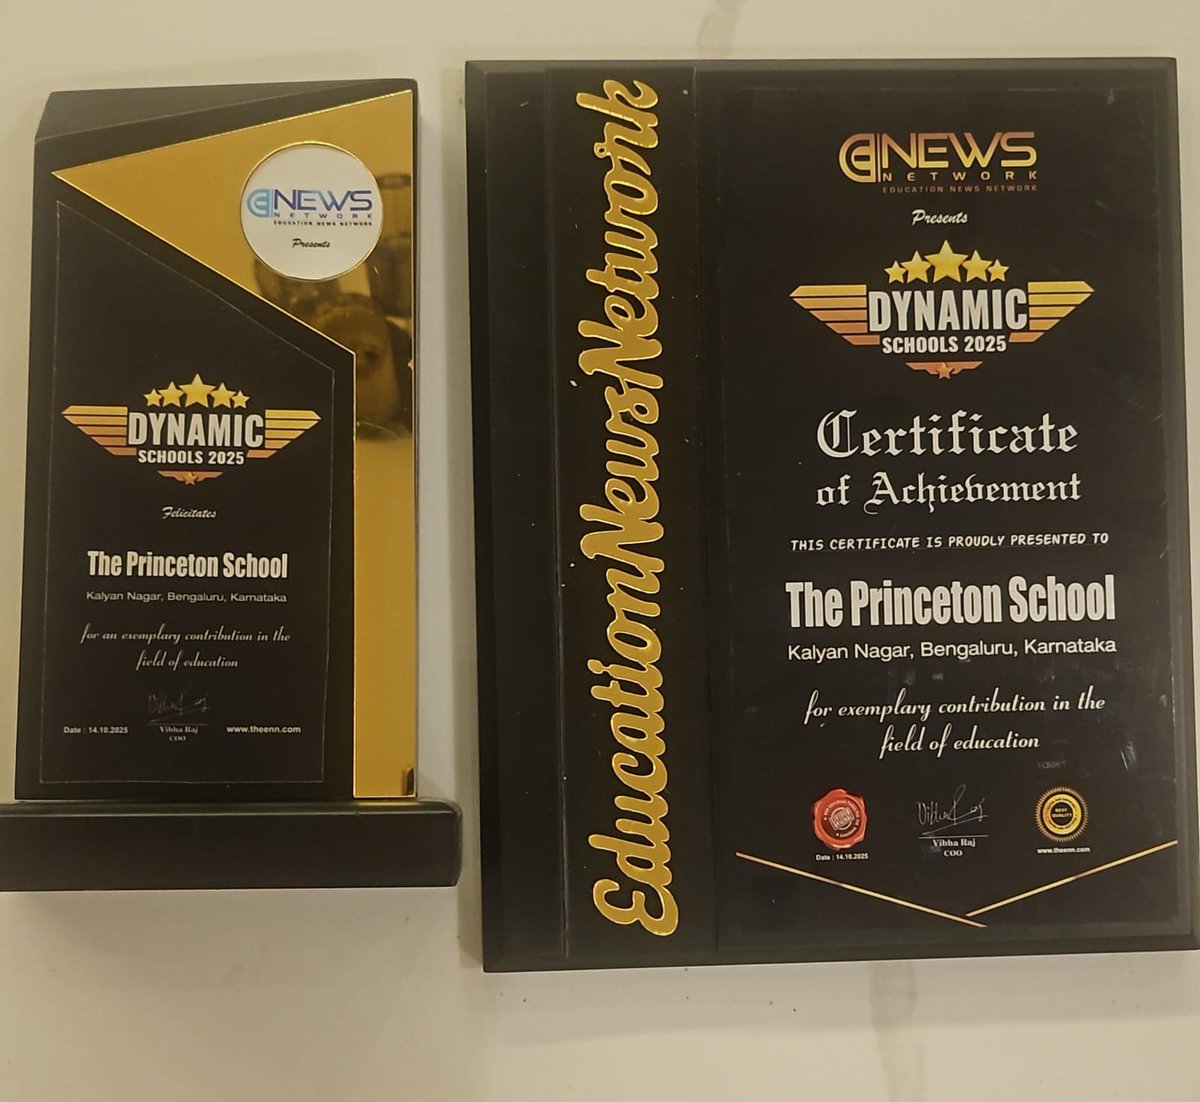 ENEWS
NETWORK
EDUCATION NEWS NETWORK
Presents
DYNAMIC
SCHOOLS 2025
Felicitates
The Princeton School
Kalyan Nagar, Bengaluru, Karnataka
for an exemplary contribution in the
field of education
Date : 14.10.2025
Vibha Raj
COO
www.theenn.com
EducationNewsNetwork
ENEWS
NETWORK
EDUCATION NEWS NETWORK
Presents
DYNAMIC
SCHOOLS 2025
Certificate
of Achievement
THIS CERTIFICATE IS PROUDLY PRESENTED TO
The Princeton School
Kalyan Nagar, Bengaluru, Karnataka
for exemplary contribution in the
field of education
Date : 14.10.2025
Vibha Raj
COO
BEST
QUALITY
www.theenn.com